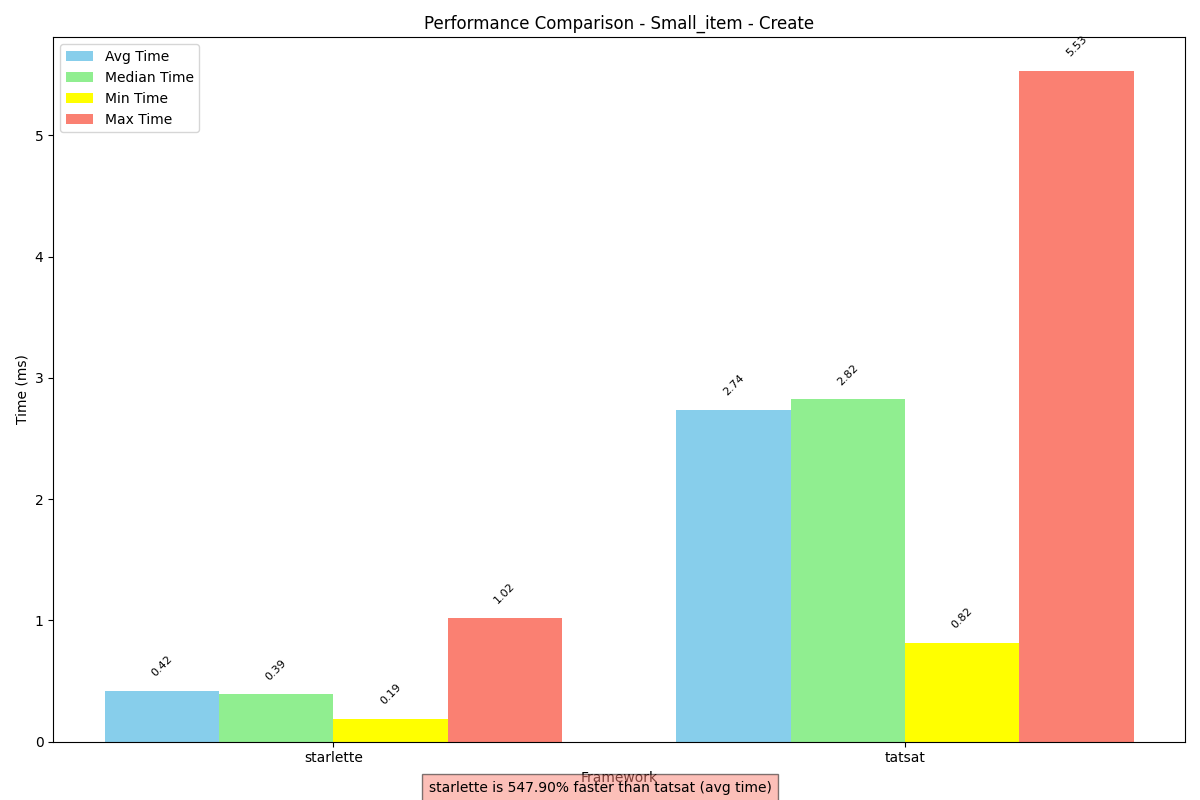 Performance Comparison - Small_item - Create
Avg Time
Median Time
Min Time
Max Time
Time (ms)
5
4
3
2
1
0
0.42
0.39
0.19
1.02
2.74
2.82
0.82
5.53
starlette
tatsat
Framework
starlette is 547.90% faster than tatsat (avg time)